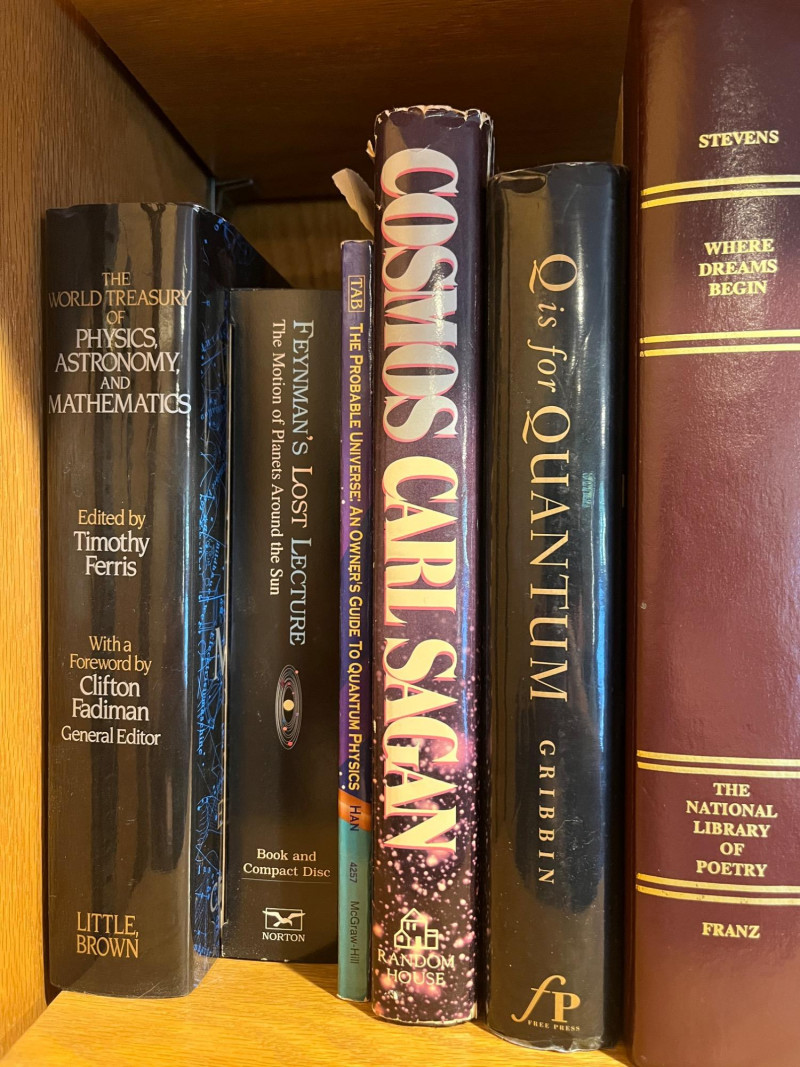 THE
WORLD TREASURY
OF
PHYSICS,
ASTRONOMY,
AND
MATHEMATICS
Edited by
Timothy
Ferris
With a
Foreword by
Clifton
Fadiman
General Editor
LITTLE,
BROWN
FEYNMAN'S LOST LECTURE
The Motion of Planets Around the Sun
Book and
Compact Disc
NORTON
TAB
THE PROBABLE UNIVERSE: AN OWNER'S GUIDE TO QUANTUM PHYSICS
HAN
4257
McGraw-Hill
COSMOS CARL SAGAN
RANDOM
HOUSE
Q is for QUANTUM
GRIBBIN
fP
FREE PRESS
STEVENS
WHERE
DREAMS
BEGIN
THE
NATIONAL
LIBRARY
OF
POETRY
FRANZ